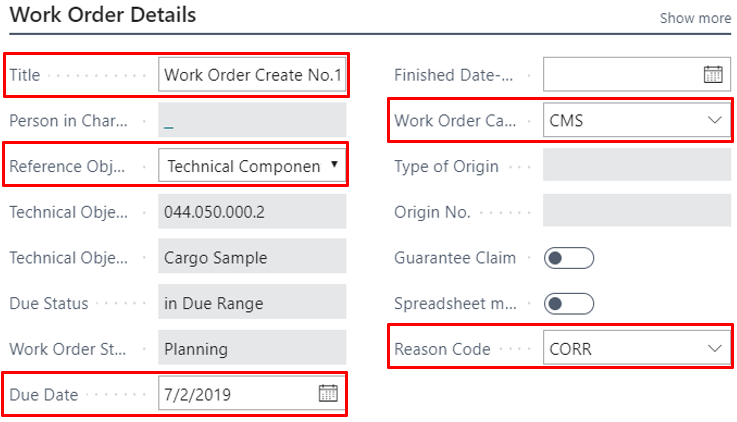 Work Order Details
Show more
Title Work Order Create No.1
Person in Char... _
Reference Obj... Technical Componen
Technical Obje... 044.050.000.2
Technical Obje... Cargo Sample
Due Status in Due Range
Work Order St... Planning
Due Date 7/2/2019
Finished Date-...
Work Order Ca... CMS
Type of Origin
Origin No.
Guarantee Claim
Spreadsheet m...
Reason Code CORR